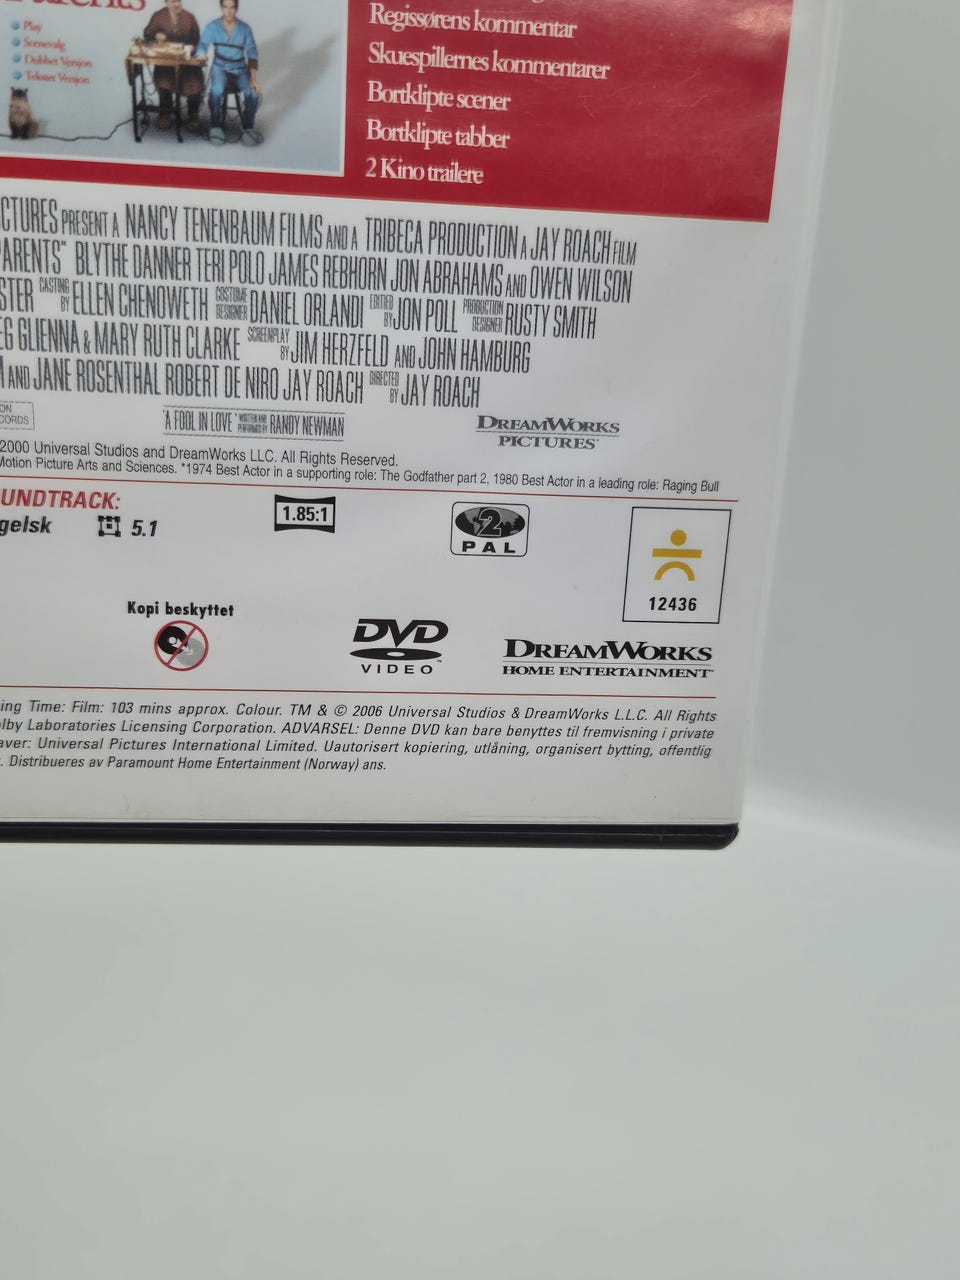 Play
Scenevalg
Dubbet Versjon
Tekstet Versjon
Regissørens kommentar
Skuespillernes kommentarer
Bortklipte scener
Bortklipte tabber
2 Kino trailere
PRESENT A NANCY TENENBAUM FILMS AND A TRIBECA PRODUCTION A JAY ROACH FILM
PARENTS" BLYTHE DANNER TERI POLO JAMES REBHORN JON ABRAHAMS AND OWEN WILSON
CASTING BY ELLEN CHENOWETH COSTUME DESIGNER DANIEL ORLANDI EDITED BY JON POLL PRODUCTION DESIGNER RUSTY SMITH
GLIENNA & MARY RUTH CLARKE SCREENPLAY BY JIM HERZFELD AND JOHN HAMBURG
AND JANE ROSENTHAL ROBERT DE NIRO JAY ROACH DIRECTED BY JAY ROACH
'A FOOL IN LOVE' WRITTEN AND PERFORMED BY RANDY NEWMAN
DREAMWORKS
PICTURES
2000 Universal Studios and DreamWorks LLC. All Rights Reserved.
Motion Picture Arts and Sciences. *1974 Best Actor in a supporting role: The Godfather part 2, 1980 Best Actor in a leading role: Raging Bull
UNDTRACK:
gelsk 5.1
1.85:1
2
PAL
12436
Kopi beskyttet
DVD
VIDEO™
DREAMWORKS
HOME ENTERTAINMENT™
ing Time: Film: 103 mins approx. Colour. TM & © 2006 Universal Studios & DreamWorks L.L.C. All Rights
lby Laboratories Licensing Corporation. ADVARSEL: Denne DVD kan bare benyttes til fremvisning i private
aver: Universal Pictures International Limited. Uautorisert kopiering, utlåning, organisert bytting, offentlig
. Distribueres av Paramount Home Entertainment (Norway) ans.